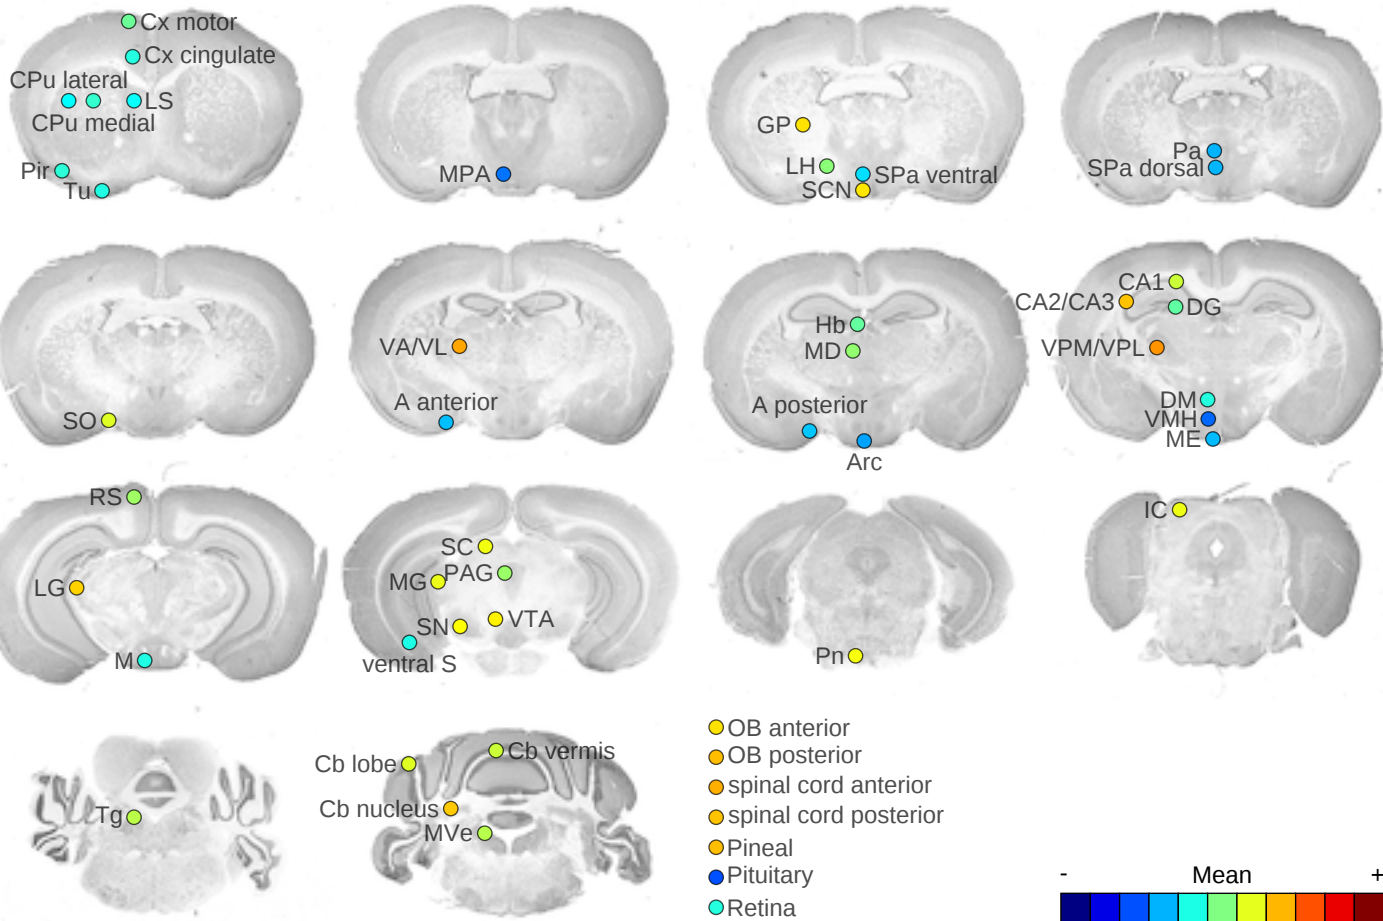 Cx motor
Cx cingulate
CPu lateral
LS
CPu medial
Pir
Tu
MPA
GP
LH
SPa ventral
SCN
Pa
SPa dorsal
SO
VA/VL
A anterior
Hb
MD
A posterior
Arc
CA1
CA2/CA3
DG
VPM/VPL
DM
VMH
ME
RS
LG
M
SC
PAG
MG
VTA
SN
ventral S
Pn
IC
Tg
Cb vermis
Cb lobe
Cb nucleus
MVe
OB anterior
OB posterior
spinal cord anterior
spinal cord posterior
Pineal
Pituitary
Retina
- Mean +